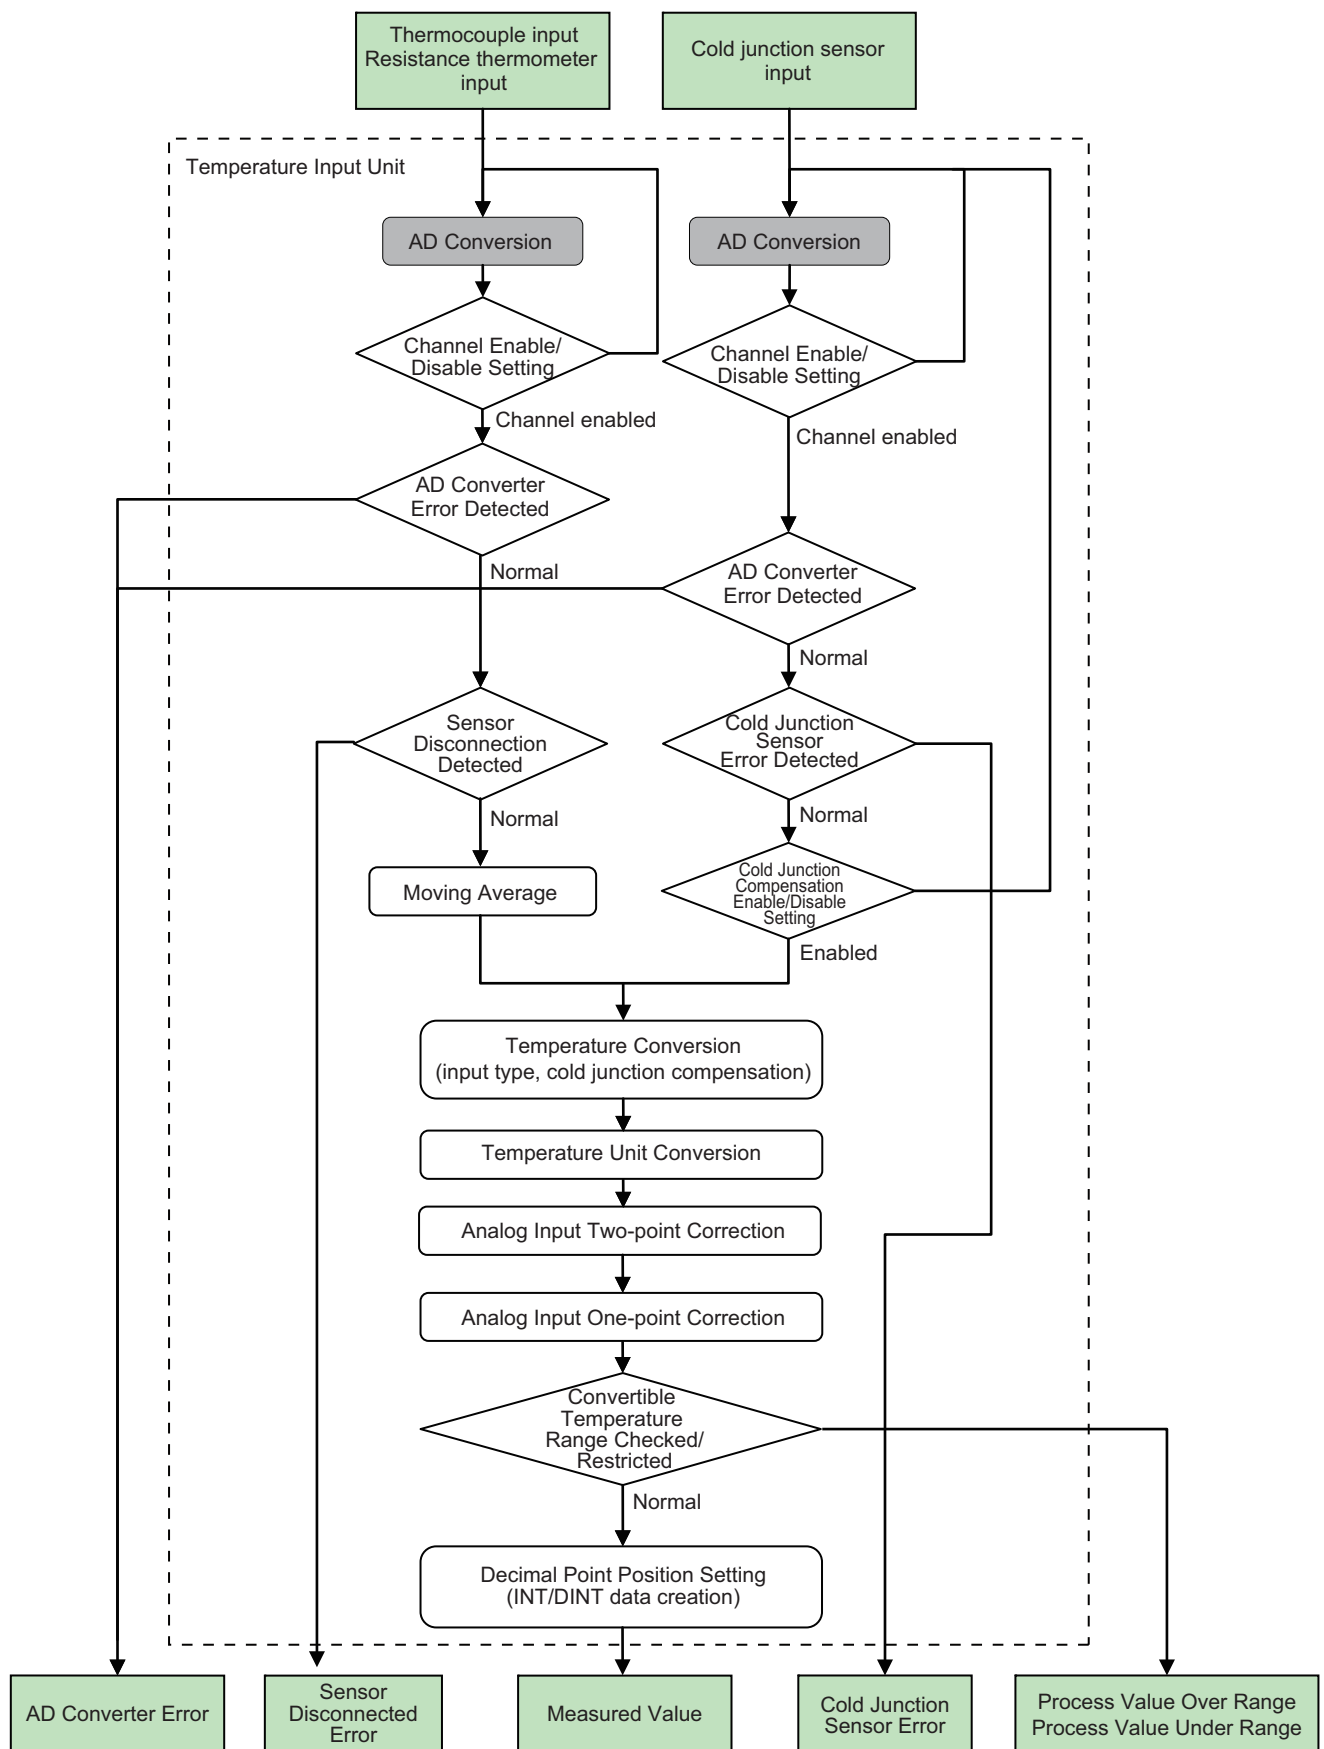 Thermocouple input
Resistance thermometer
input
Cold junction sensor
input
Temperature Input Unit
AD Conversion
AD Conversion
Channel Enable/
Disable Setting
Channel Enable/
Disable Setting
Channel enabled
Channel enabled
AD Converter
Error Detected
Normal
AD Converter
Error Detected
Normal
Sensor
Disconnection
Detected
Cold Junction
Sensor
Error Detected
Normal
Normal
Moving Average
Cold Junction
Compensation
Enable/Disable
Setting
Enabled
Temperature Conversion
(input type, cold junction compensation)
Temperature Unit Conversion
Analog Input Two-point Correction
Analog Input One-point Correction
Convertible
Temperature
Range Checked/
Restricted
Normal
Decimal Point Position Setting
(INT/DINT data creation)
AD Converter Error
Sensor
Disconnected
Error
Measured Value
Cold Junction
Sensor Error
Process Value Over Range
Process Value Under Range